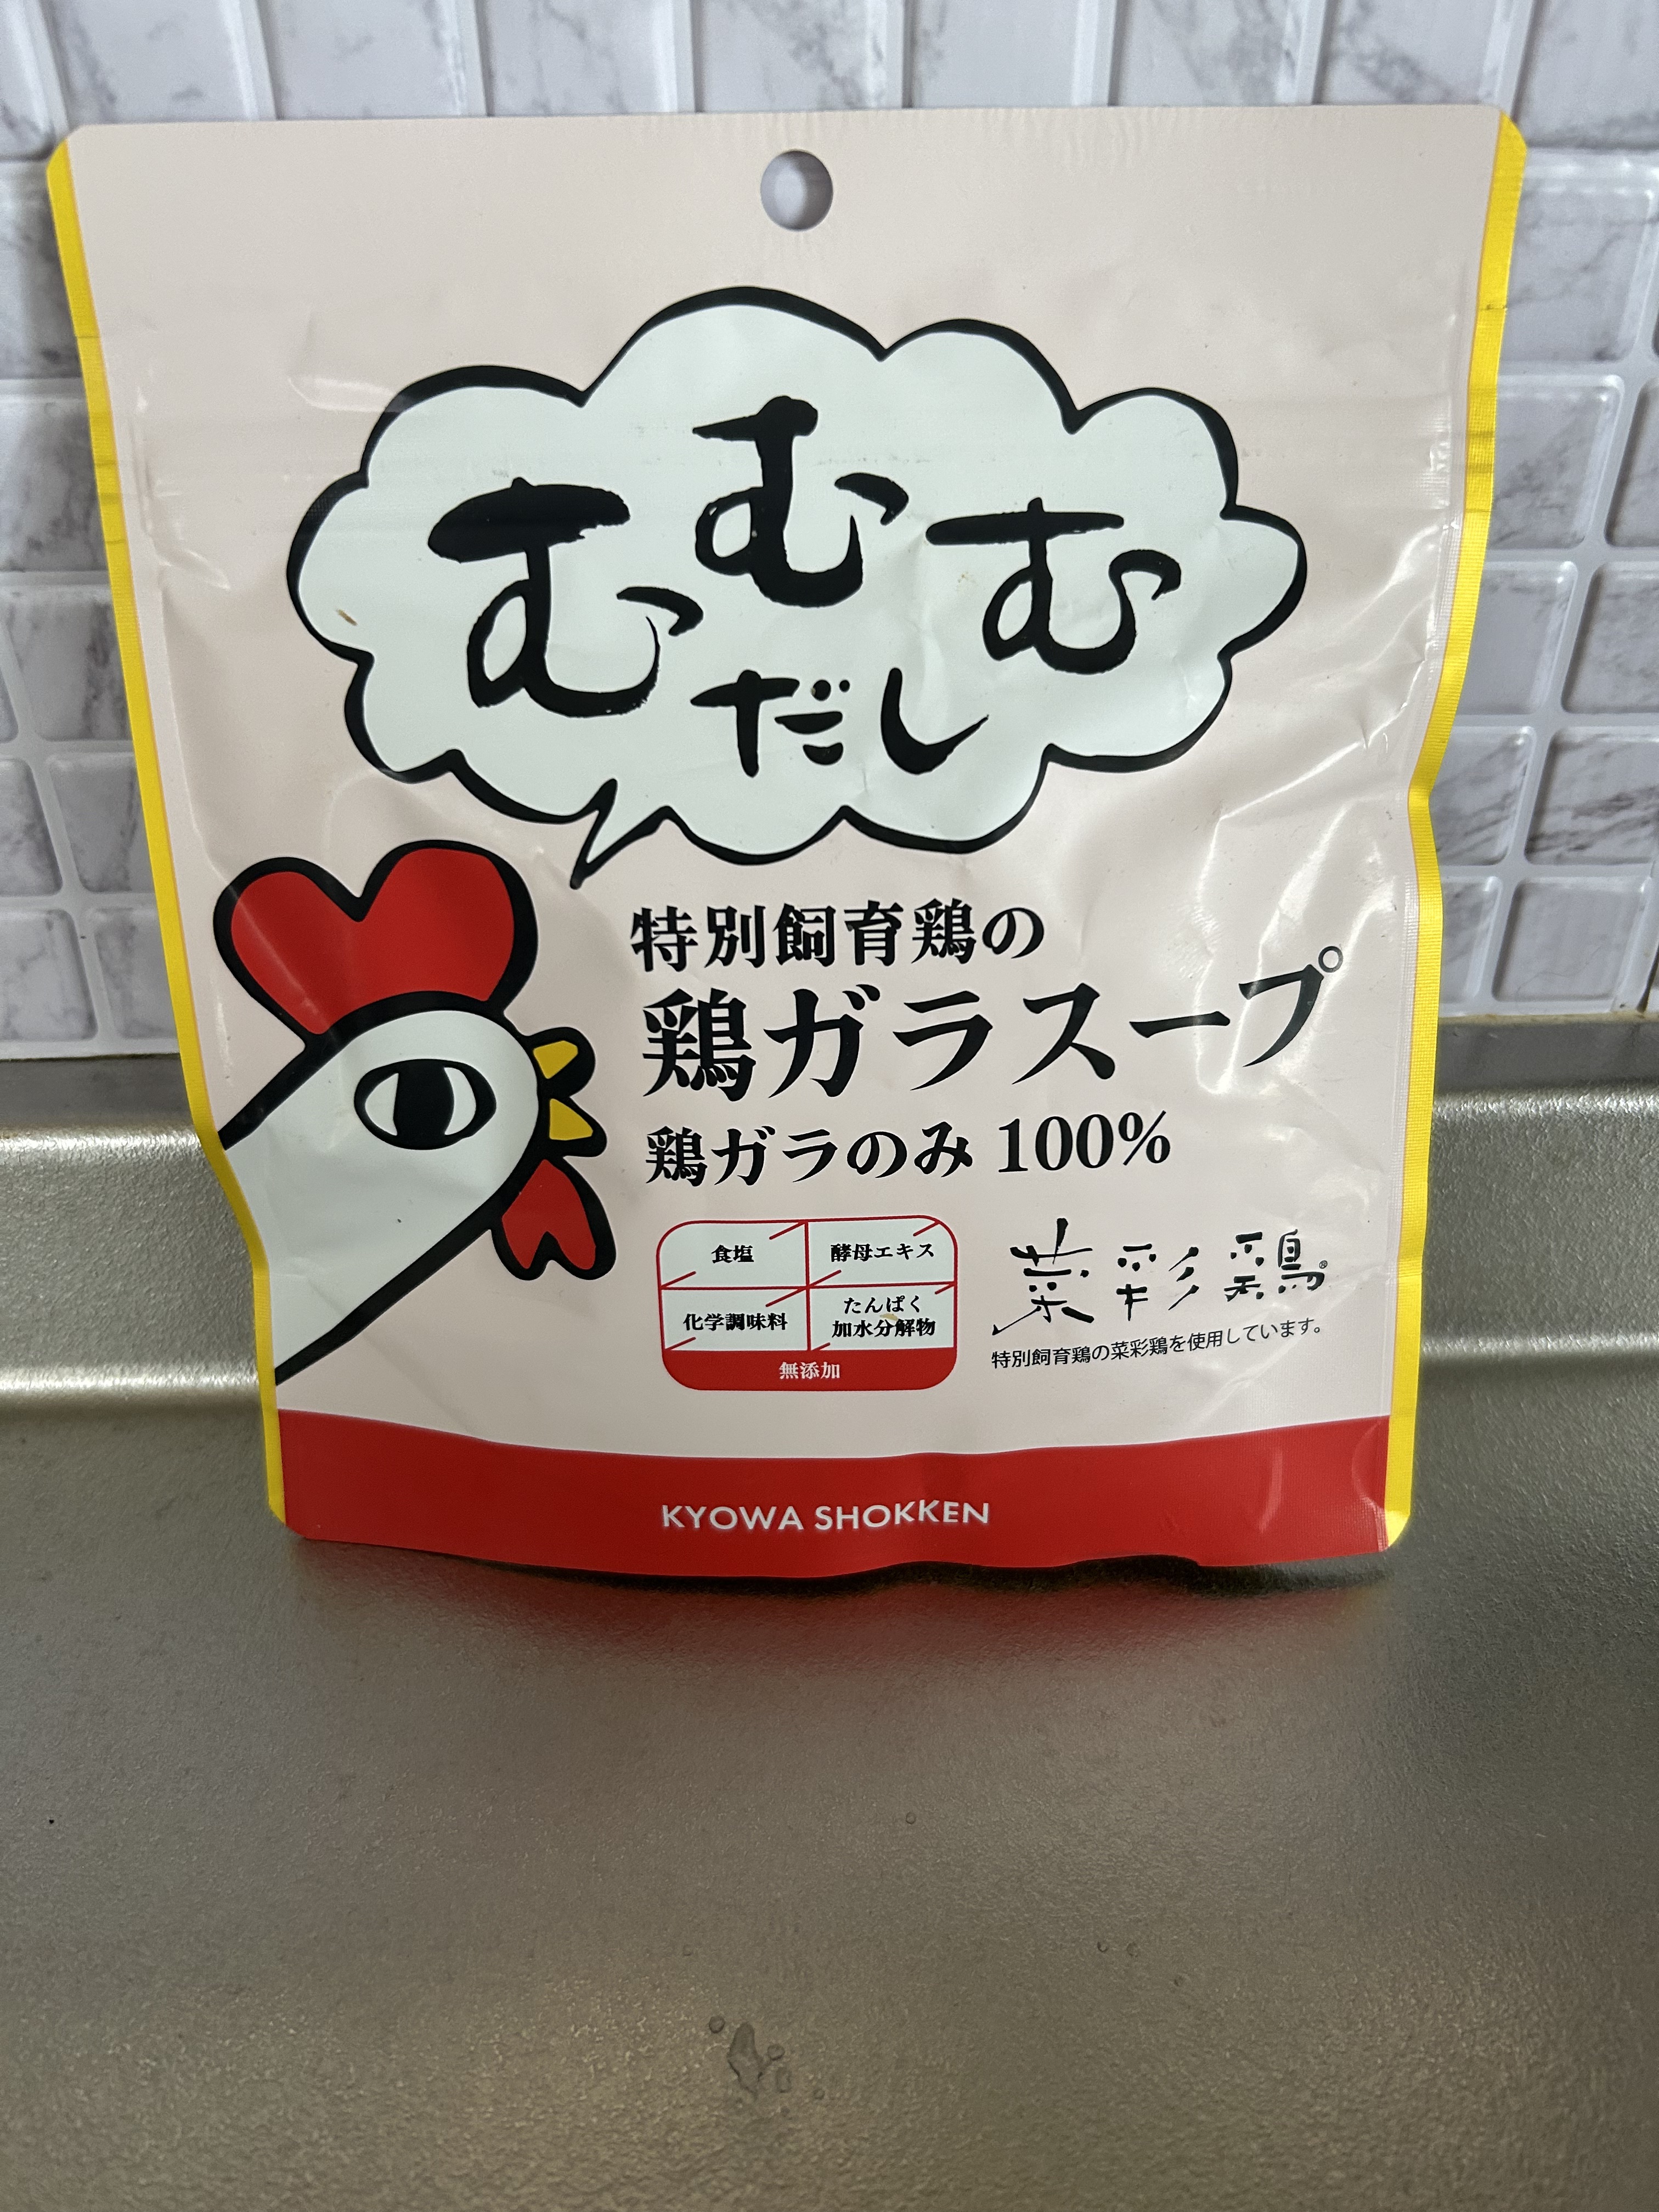 むむむ
だし
特別飼育鶏の
鶏ガラスープ
鶏ガラのみ 100%
食塩
酵母エキス
化学調味料
たんぱく
加水分解物
無添加
菜彩鶏®
特別飼育鶏の菜彩鶏を使用しています。
KYOWA SHOKKEN